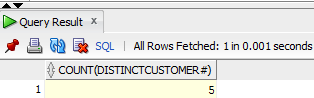 Query Result
SQL | All Rows Fetched: 1 in 0.001 seconds
COUNT(DISTINCTCUSTOMER#)
1 5